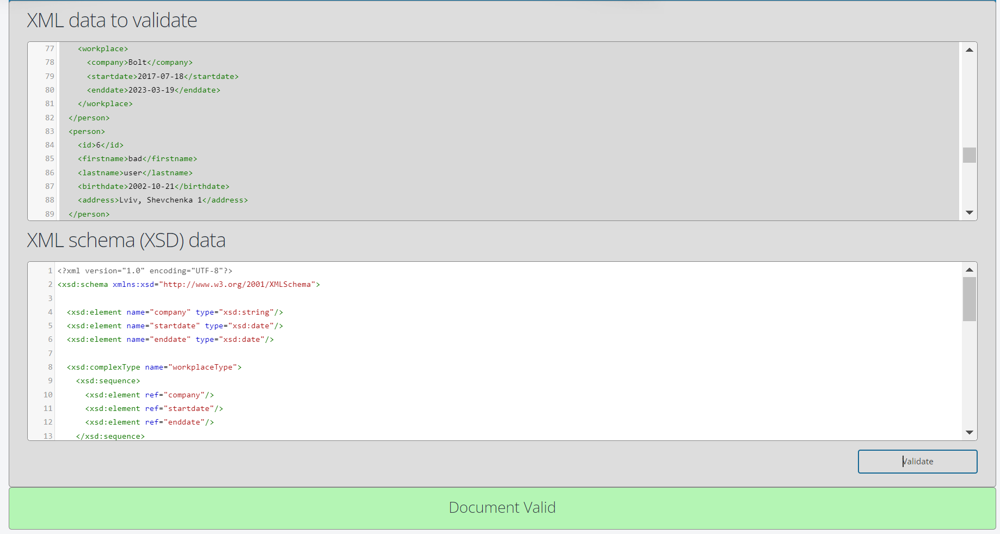 XML data to validate
77 <workplace>
78 <company>Bolt</company>
79 <startdate>2017-07-18</startdate>
80 <enddate>2023-03-19</enddate>
81 </workplace>
82 </person>
83 <person>
84 <id>6</id>
85 <firstname>bad</firstname>
86 <lastname>user</lastname>
87 <birthdate>2002-10-21</birthdate>
88 <address>Lviv, Shevchenka 1</address>
89 </person>
XML schema (XSD) data
1 <?xml version="1.0" encoding="UTF-8"?>
2 <xsd:schema xmlns:xsd="http://www.w3.org/2001/XMLSchema">
3
4 <xsd:element name="company" type="xsd:string"/>
5 <xsd:element name="startdate" type="xsd:date"/>
6 <xsd:element name="enddate" type="xsd:date"/>
7
8 <xsd:complexType name="workplaceType">
9 <xsd:sequence>
10 <xsd:element ref="company"/>
11 <xsd:element ref="startdate"/>
12 <xsd:element ref="enddate"/>
13 </xsd:sequence>
Validate
Document Valid